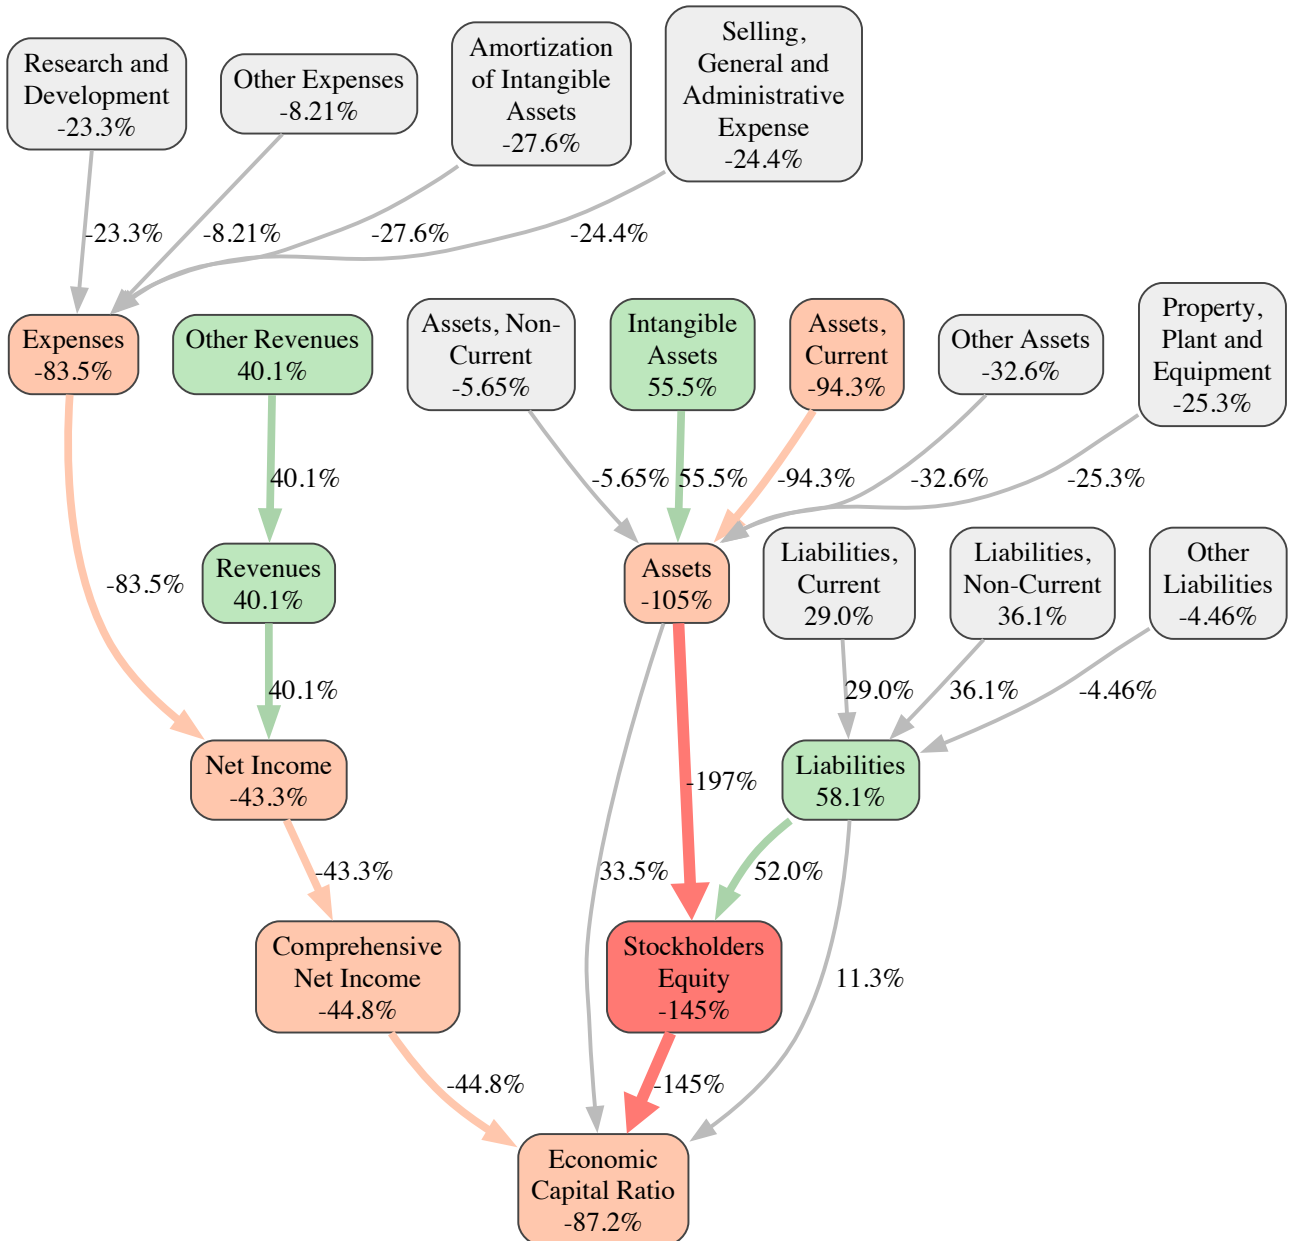 Research and
Development
-23.3%
Other Expenses
-8.21%
Amortization
of Intangible
Assets
-27.6%
Selling,
General and
Administrative
Expense
-24.4%
-23.3%
-8.21%
-27.6%
-24.4%
Expenses
-83.5%
Other Revenues
40.1%
Assets, Non-
Current
-5.65%
Intangible
Assets
55.5%
Assets,
Current
-94.3%
Other Assets
-32.6%
Property,
Plant and
Equipment
-25.3%
40.1%
-5.65%
55.5%
-94.3%
-32.6%
-25.3%
-83.5%
Revenues
40.1%
Assets
-105%
Liabilities,
Current
29.0%
Liabilities,
Non-Current
36.1%
Other
Liabilities
-4.46%
40.1%
29.0%
36.1%
-4.46%
Net Income
-43.3%
-197%
Liabilities
58.1%
-43.3%
33.5%
52.0%
Comprehensive
Net Income
-44.8%
Stockholders
Equity
-145%
11.3%
-44.8%
-145%
Economic
Capital Ratio
-87.2%